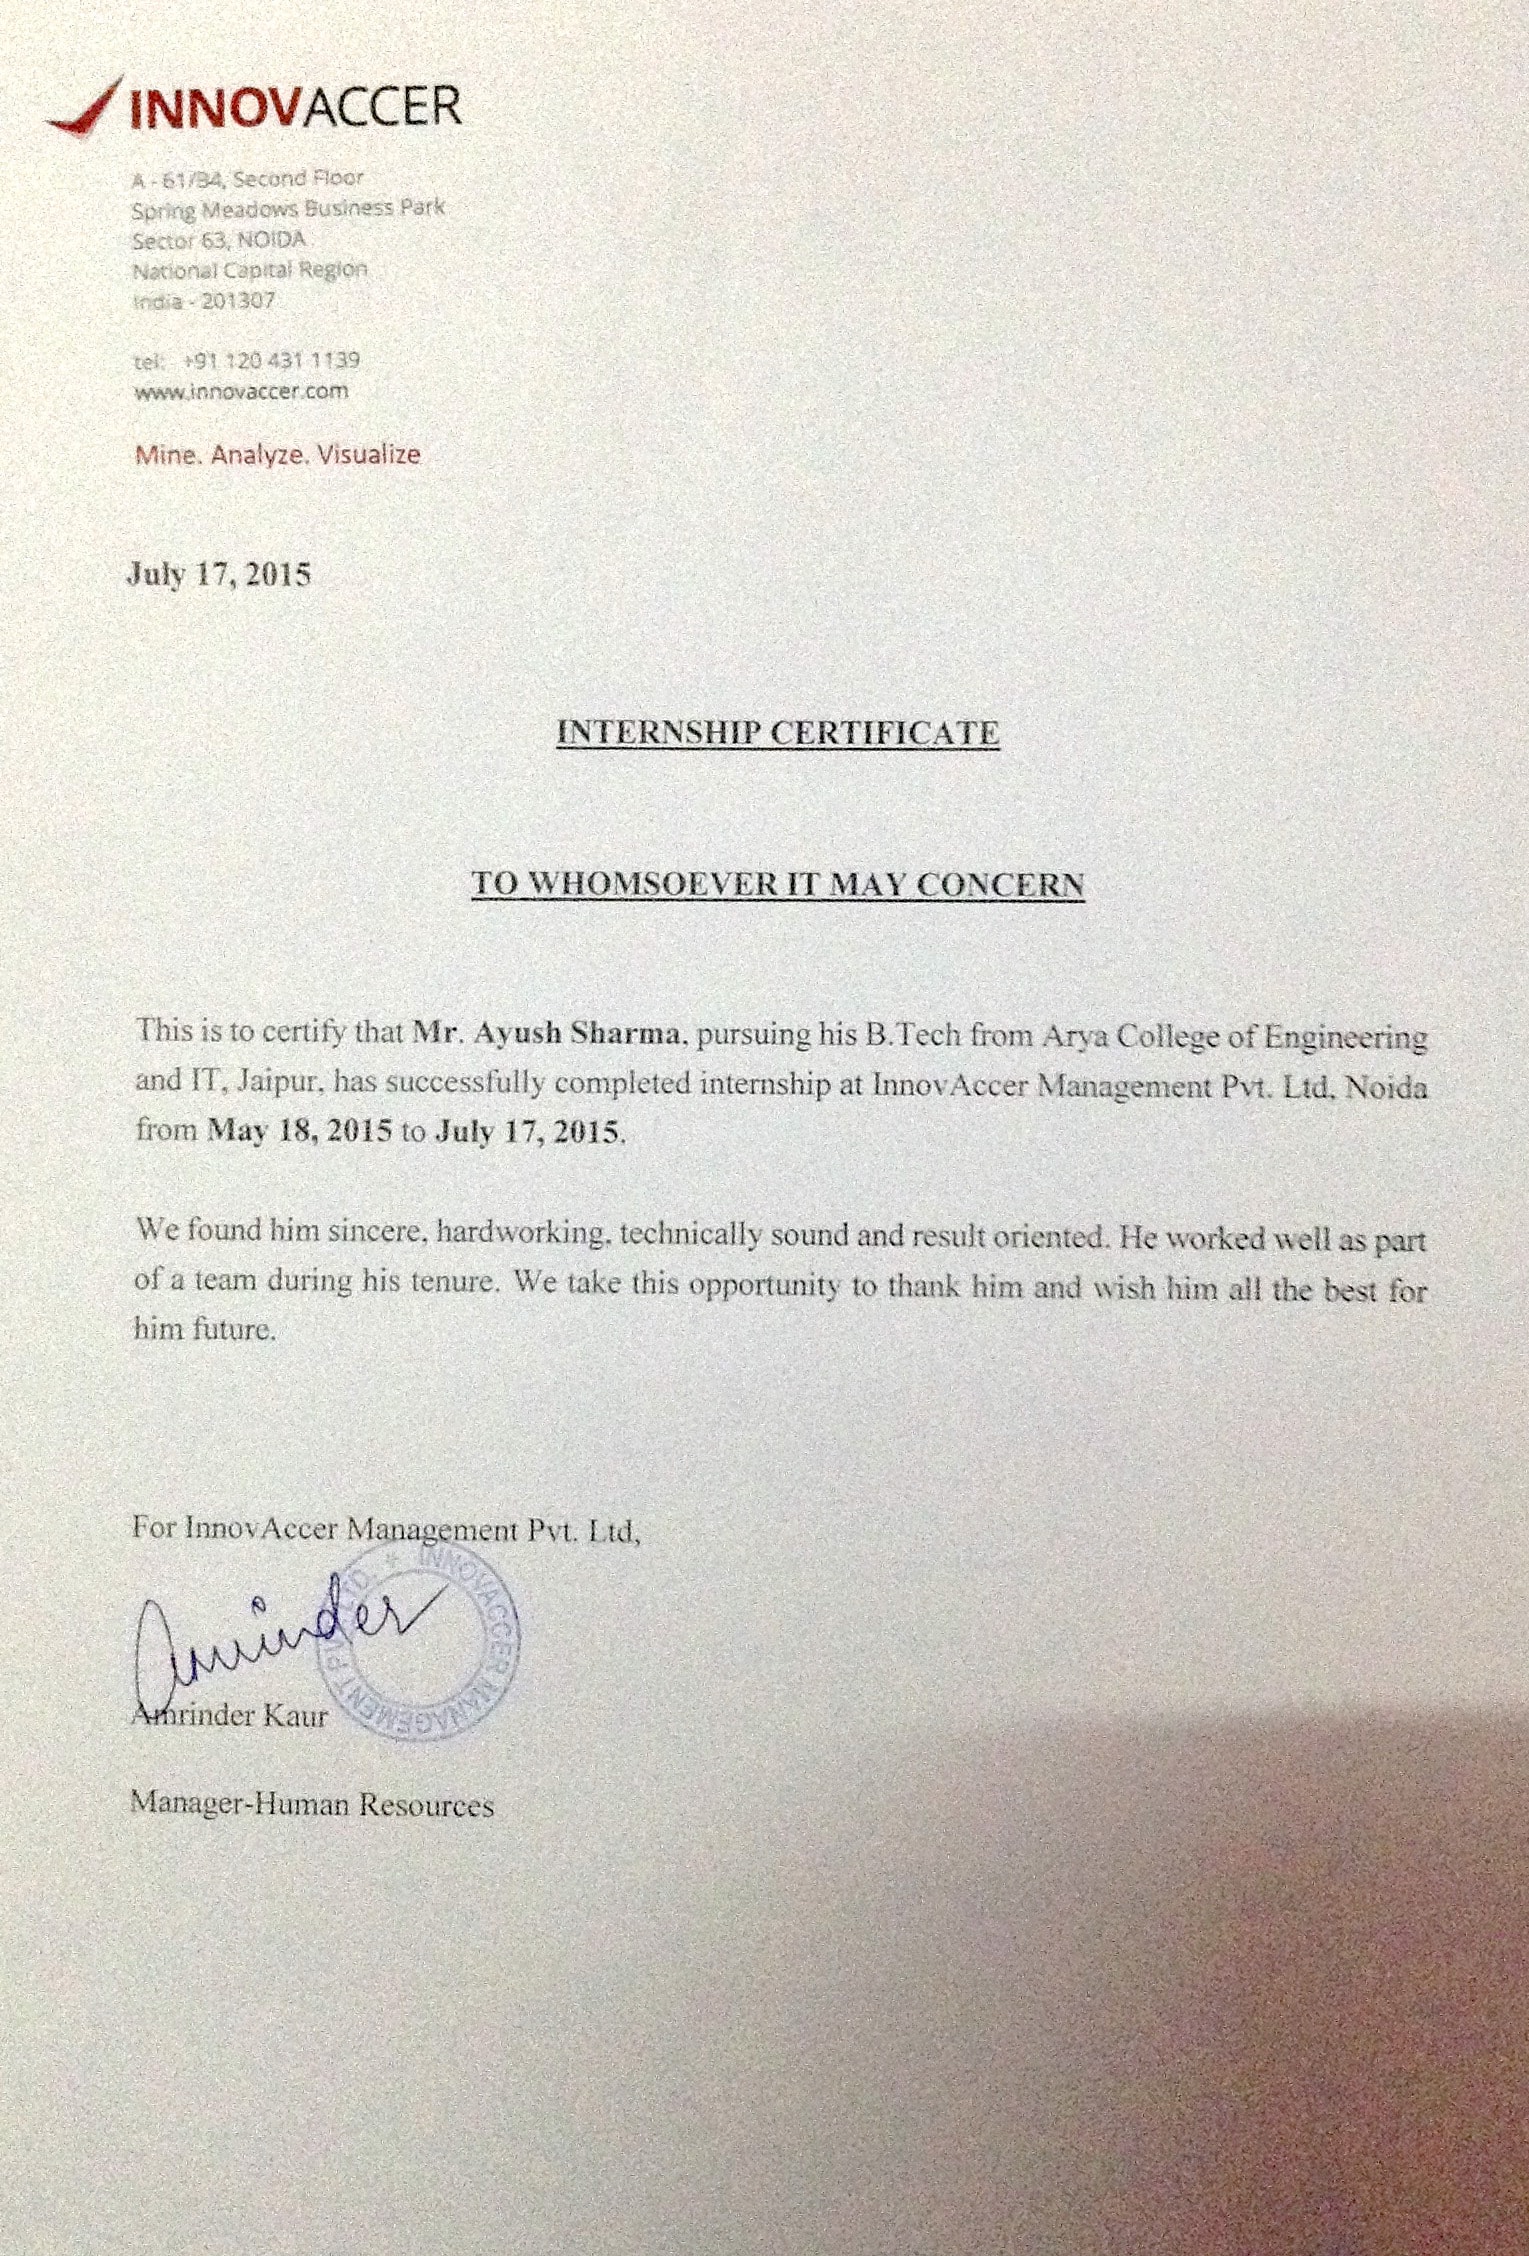 INNOVACCER
A - 61/B4, Second Floor
Spring Meadows Business Park
Sector 63, NOIDA
National Capital Region
India - 201307
tel: +91 120 431 1139
www.innovaccer.com
Mine. Analyze. Visualize
July 17, 2015
INTERNSHIP CERTIFICATE
TO WHOMSOEVER IT MAY CONCERN
This is to certify that Mr. Ayush Sharma, pursuing his B.Tech from Arya College of Engineering
and IT, Jaipur, has successfully completed internship at InnovAccer Management Pvt. Ltd, Noida
from May 18, 2015 to July 17, 2015.
We found him sincere, hardworking, technically sound and result oriented. He worked well as part
of a team during his tenure. We take this opportunity to thank him and wish him all the best for
him future.
For InnovAccer Management Pvt. Ltd,
Amrinder
INNOVACCER MANAGEMENT
Amrinder Kaur
Manager-Human Resources